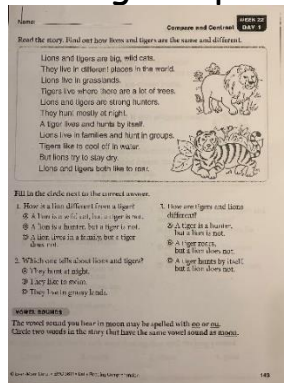 Name:
WEEK 22
DAY 1
Compare and Contrast
Read the story. Find out how lions and tigers are the same and different.
Lions and tigers are big, wild cats.
They live in different places in the world.
Lions live in grasslands.
Tigers live where there are a lot of trees.
Lions and tigers are strong hunters.
They hunt mostly at night.
A tiger lives and hunts by itself.
Lions live in families and hunt in groups.
Tigers like to cool off in water.
But lions try to stay dry.
Lions and tigers both like to roar.
Fill in the circle next to the correct answer.
1. How is a lion different from a tiger?
A A lion is a wild cat, but a tiger is not.
B A lion is a hunter, but a tiger is not.
C A lion lives in a family, but a tiger
does not.
2. Which one tells about lions and tigers?
A They hunt at night.
B They like to swim.
C They live in grassy lands.
3. How are tigers and lions
different?
A A tiger is a hunter,
but a lion is not.
B A tiger roars,
but a lion does not.
C A tiger hunts by itself,
but a lion does not.
VOWEL SOUNDS
The vowel sound you hear in moon may be spelled with oo or ou.
Circle two words in the story that have the same vowel sound as moon.
143